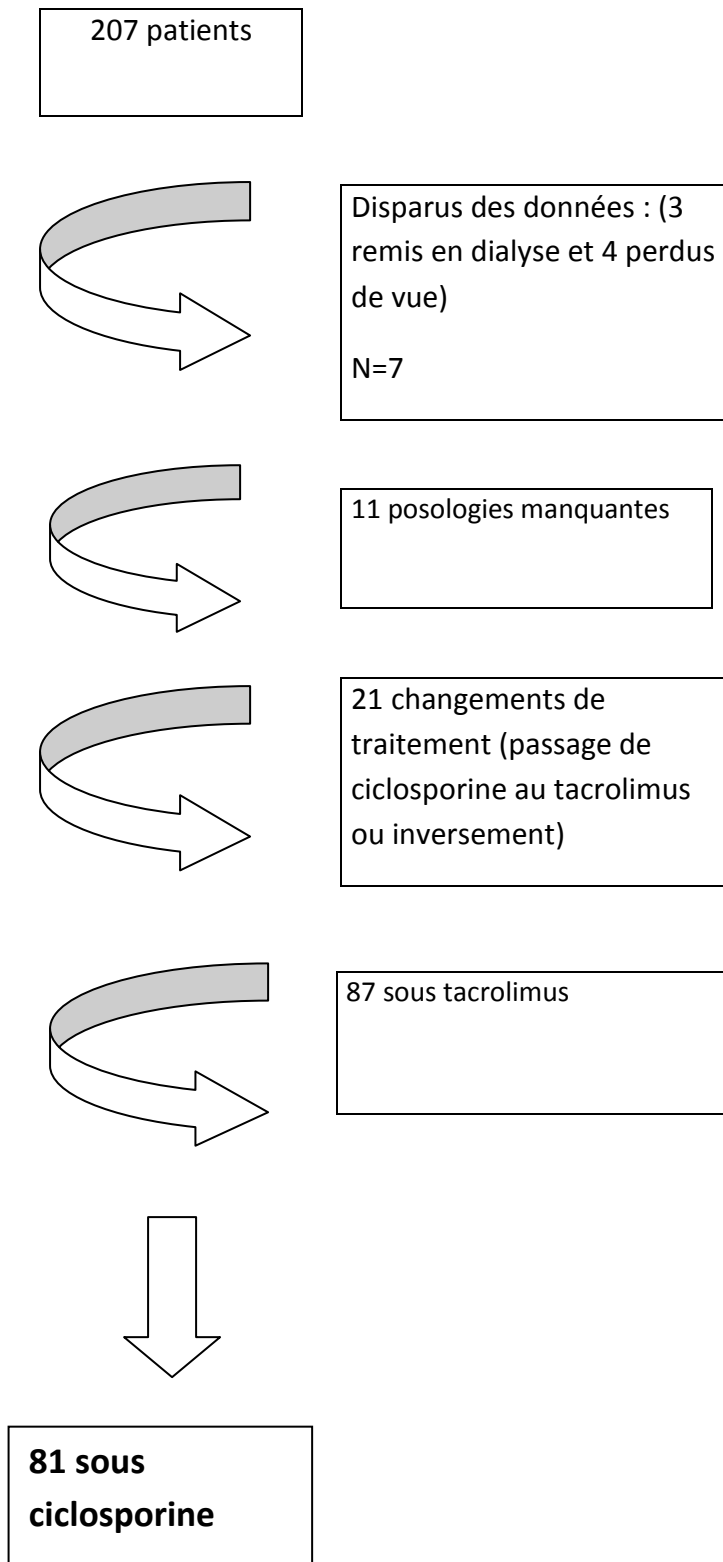 207 patients
Disparus des données : (3
remis en dialyse et 4 perdus
de vue)
N=7
11 posologies manquantes
21 changements de
traitement (passage de
ciclosporine au tacrolimus
ou inversement)
87 sous tacrolimus
81 sous
ciclosporine